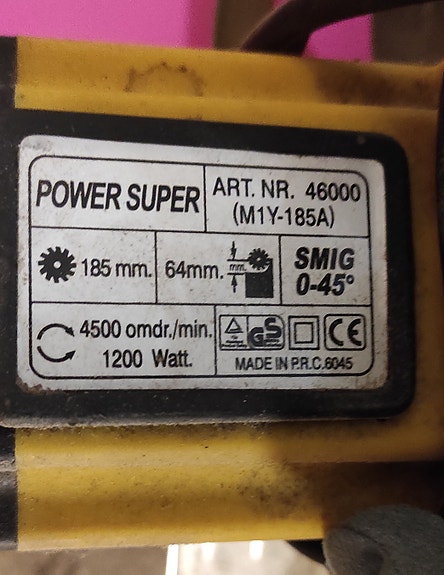 POWER SUPER
ART. NR. 46000
(M1Y-185A)
185 mm.
64mm.
mm.
SMIG
0-45°
4500 omdr./min.
1200 Watt.
GS
CE
MADE IN P.R.C.6045